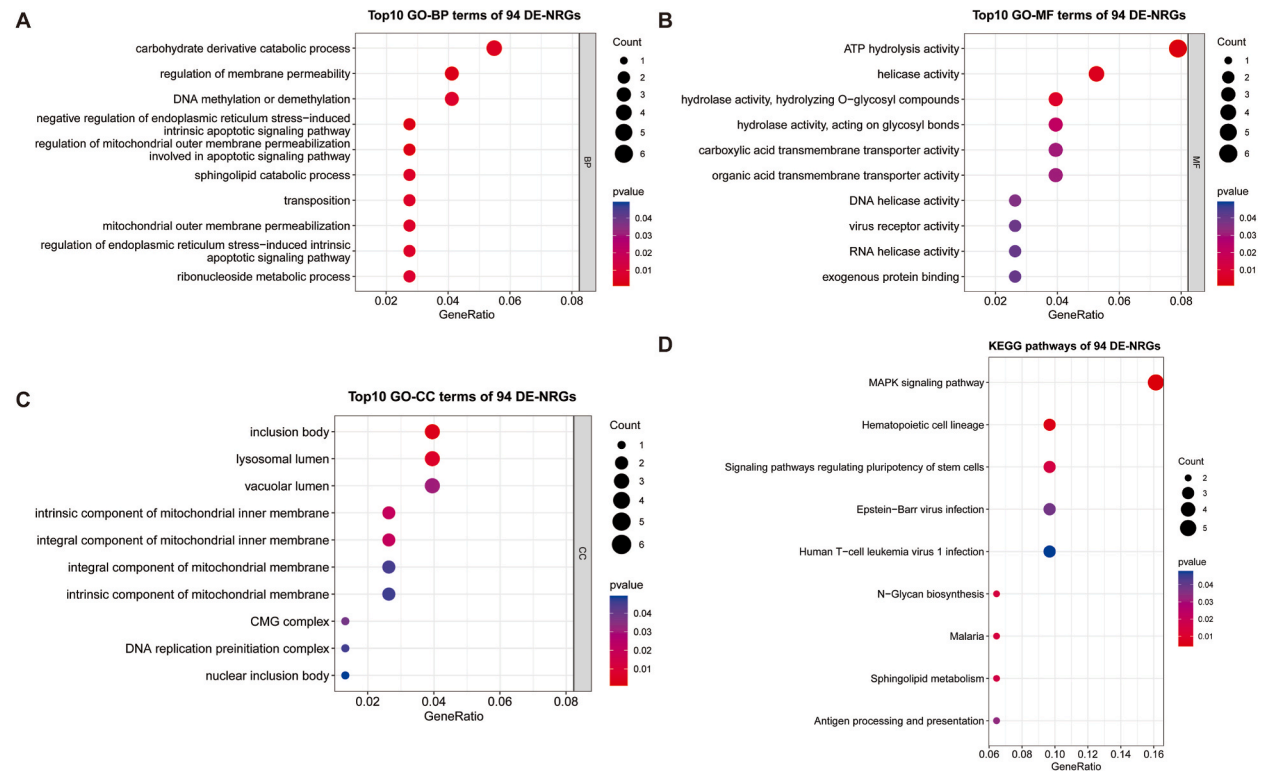 A
Top10 GO-BP terms of 94 DE-NRGs
carbohydrate derivative catabolic process
regulation of membrane permeability
DNA methylation or demethylation
negative regulation of endoplasmic reticulum stress−induced
intrinsic apoptotic signaling pathway
regulation of mitochondrial outer membrane permeabilization
involved in apoptotic signaling pathway
sphingolipid catabolic process
transposition
mitochondrial outer membrane permeabilization
regulation of endoplasmic reticulum stress−induced intrinsic
apoptotic signaling pathway
ribonucleoside metabolic process
0.02 0.04 0.06 0.08
GeneRatio
BP
Count
1
2
3
4
5
6
pvalue
0.04
0.03
0.02
0.01
B
Top10 GO-MF terms of 94 DE-NRGs
ATP hydrolysis activity
helicase activity
hydrolase activity, hydrolyzing O−glycosyl compounds
hydrolase activity, acting on glycosyl bonds
carboxylic acid transmembrane transporter activity
organic acid transmembrane transporter activity
DNA helicase activity
virus receptor activity
RNA helicase activity
exogenous protein binding
0.02 0.04 0.06 0.08
GeneRatio
MF
Count
1
2
3
4
5
6
pvalue
0.04
0.03
0.02
0.01
C
Top10 GO-CC terms of 94 DE-NRGs
inclusion body
lysosomal lumen
vacuolar lumen
intrinsic component of mitochondrial inner membrane
integral component of mitochondrial inner membrane
integral component of mitochondrial membrane
intrinsic component of mitochondrial membrane
CMG complex
DNA replication preinitiation complex
nuclear inclusion body
0.02 0.04 0.06 0.08
GeneRatio
CC
Count
1
2
3
4
5
6
pvalue
0.04
0.03
0.02
0.01
D
KEGG pathways of 94 DE-NRGs
MAPK signaling pathway
Hematopoietic cell lineage
Signaling pathways regulating pluripotency of stem cells
Epstein−Barr virus infection
Human T−cell leukemia virus 1 infection
N−Glycan biosynthesis
Malaria
Sphingolipid metabolism
Antigen processing and presentation
0.06 0.08 0.10 0.12 0.14 0.16
GeneRatio
Count
2
3
4
5
pvalue
0.04
0.03
0.02
0.01